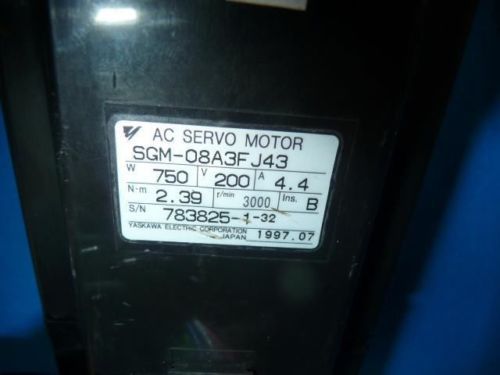 AC SERVO MOTOR
SGM-08A3FJ43
W 750 V 200 A 4.4
N·m 2.39 r/min 3000 Ins. B
S/N 783825-1-32
YASKAWA ELECTRIC CORPORATION
JAPAN 1997.07